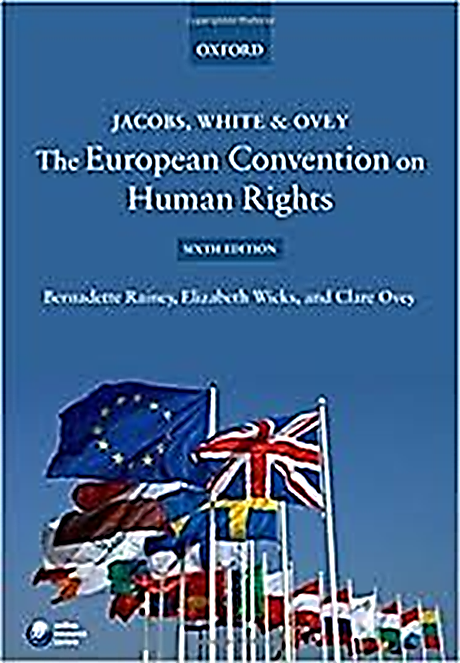 OXFORD
JACOBS, WHITE & OVEY
The European Convention on
Human Rights
SIXTH EDITION
Bernadette Rainey, Elizabeth Wicks, and Clare Ovey